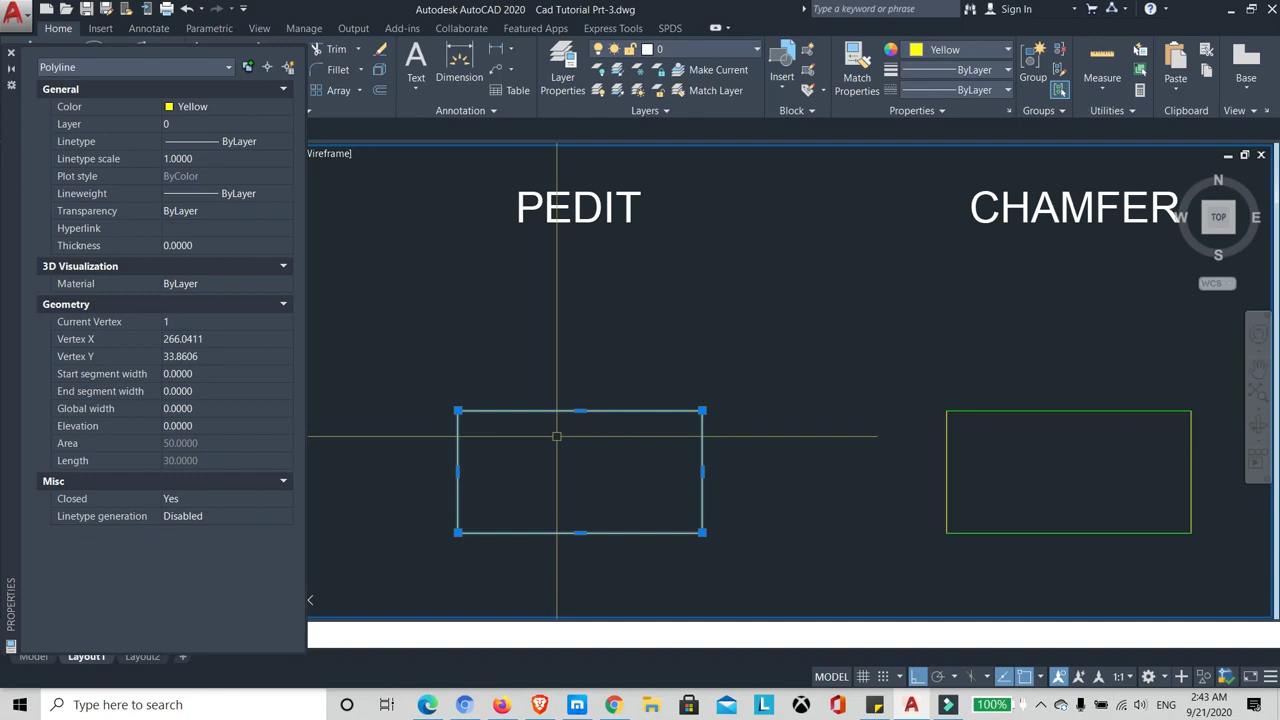 Autodesk AutoCAD 2020 Cad Tutorial Prt-3.dwg
Type a keyword or phrase
Sign In
Home Insert Annotate Parametric View Manage Output Add-ins Collaborate Featured Apps Express Tools SPDS
Trim
Fillet
Array
Text
Dimension
Table
Annotation
Layer
Properties
0
Make Current
Match Layer
Layers
Insert
Block
Match
Properties
Yellow
ByLayer
ByLayer
Properties
Group
Groups
Measure
Utilities
Paste
Clipboard
Base
View
Polyline
General
Color Yellow
Layer 0
Linetype ByLayer
Linetype scale 1.0000
Plot style ByColor
Lineweight ByLayer
Transparency ByLayer
Hyperlink
Thickness 0.0000
3D Visualization
Material ByLayer
Geometry
Current Vertex 1
Vertex X 266.0411
Vertex Y 33.8606
Start segment width 0.0000
End segment width 0.0000
Global width 0.0000
Elevation 0.0000
Area 50.0000
Length 30.0000
Misc
Closed Yes
Linetype generation Disabled
PROPERTIES
Wireframe]
PEDIT
CHAMFER
N
W TOP E
S
WCS
Model Layout1 Layout2 +
MODEL
1:1
Type here to search
100%
ENG
2:43 AM
9/21/2020